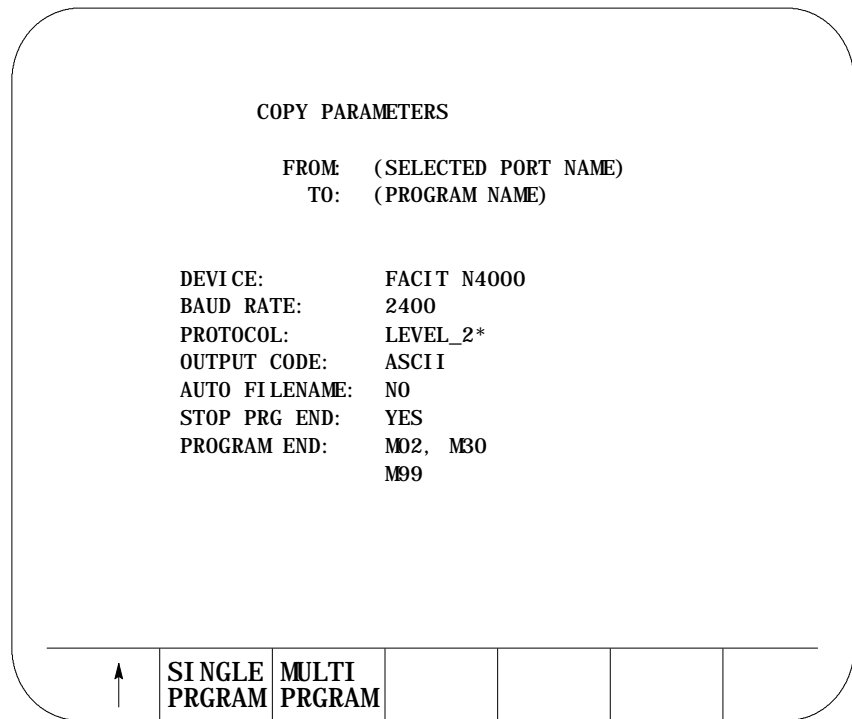 COPY PARAMETERS
FROM: (SELECTED PORT NAME)
TO: (PROGRAM NAME)
DEVICE: FACIT N4000
BAUD RATE: 2400
PROTOCOL: LEVEL_2*
OUTPUT CODE: ASCII
AUTO FILENAME: NO
STOP PRG END: YES
PROGRAM END: M02, M30
M99
SINGLE PRGRAM
MULTI PRGRAM